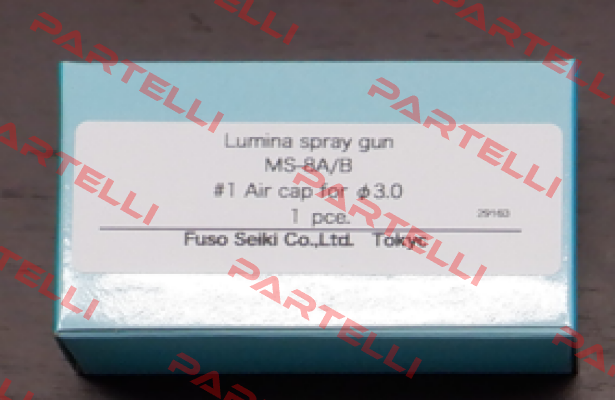 Lumina spray gun
MS-8A/B
#1 Air cap for φ3.0
1 pce.
29163
Fuso Seiki Co.,Ltd. Tokyo
PARTELLI
PARTELLI
PARTELLI
PARTELLI
PARTELLI
PARTELLI
PARTELLI
PARTELLI